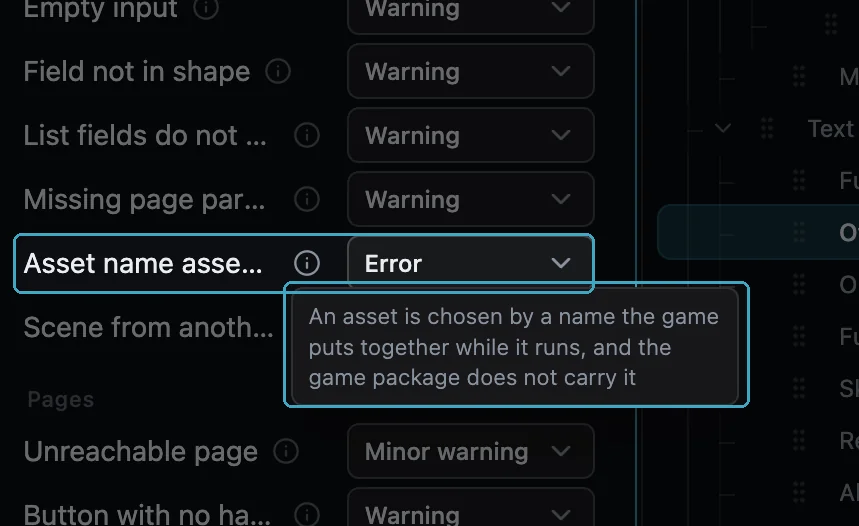 Empty input
Warning
Field not in shape
Warning
List fields do not ...
Warning
Missing page par...
Warning
Asset name asse...
Error
An asset is chosen by a name the game
puts together while it runs, and the
game package does not carry it
Scene from anoth...
Pages
Unreachable page
Minor warning
Button with no ha...
Warning
Text